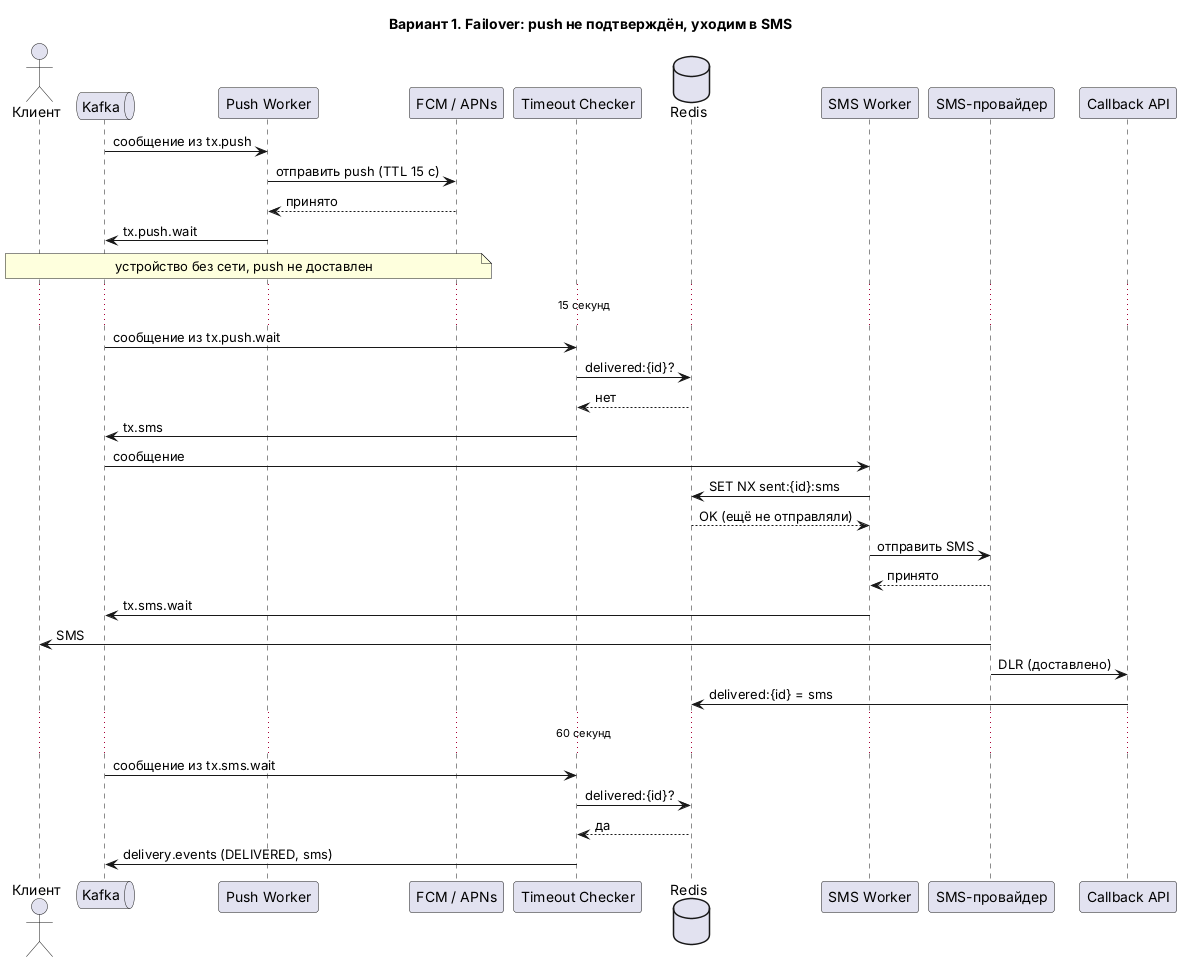 Вариант 1. Failover: push не подтверждён, уходим в SMS
Клиент
Kafka
Push Worker
FCM / APNs
Timeout Checker
Redis
SMS Worker
SMS-провайдер
Callback API
сообщение из tx.push
отправить push (TTL 15 с)
принято
tx.push.wait
устройство без сети, push не доставлен
15 секунд
сообщение из tx.push.wait
delivered:{id}?
нет
tx.sms
сообщение
SET NX sent:{id}:sms
OK (ещё не отправляли)
отправить SMS
принято
tx.sms.wait
SMS
DLR (доставлено)
delivered:{id} = sms
60 секунд
сообщение из tx.sms.wait
delivered:{id}?
да
delivery.events (DELIVERED, sms)
Клиент
Kafka
Push Worker
FCM / APNs
Timeout Checker
Redis
SMS Worker
SMS-провайдер
Callback API